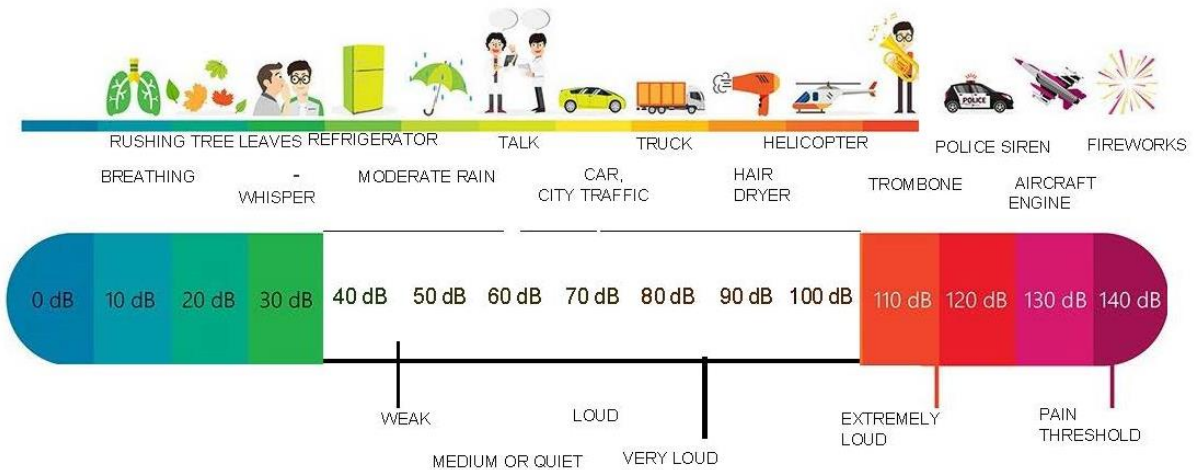 POLICE
RUSHING TREE LEAVES REFRIGERATOR TALK TRUCK HELICOPTER POLICE SIREN FIREWORKS
BREATHING - MODERATE RAIN CAR, HAIR TROMBONE AIRCRAFT
WHISPER CITY TRAFFIC DRYER ENGINE
0 dB 10 dB 20 dB 30 dB 40 dB 50 dB 60 dB 70 dB 80 dB 90 dB 100 dB 110 dB 120 dB 130 dB 140 dB
WEAK LOUD EXTREMELY PAIN
LOUD THRESHOLD
MEDIUM OR QUIET VERY LOUD